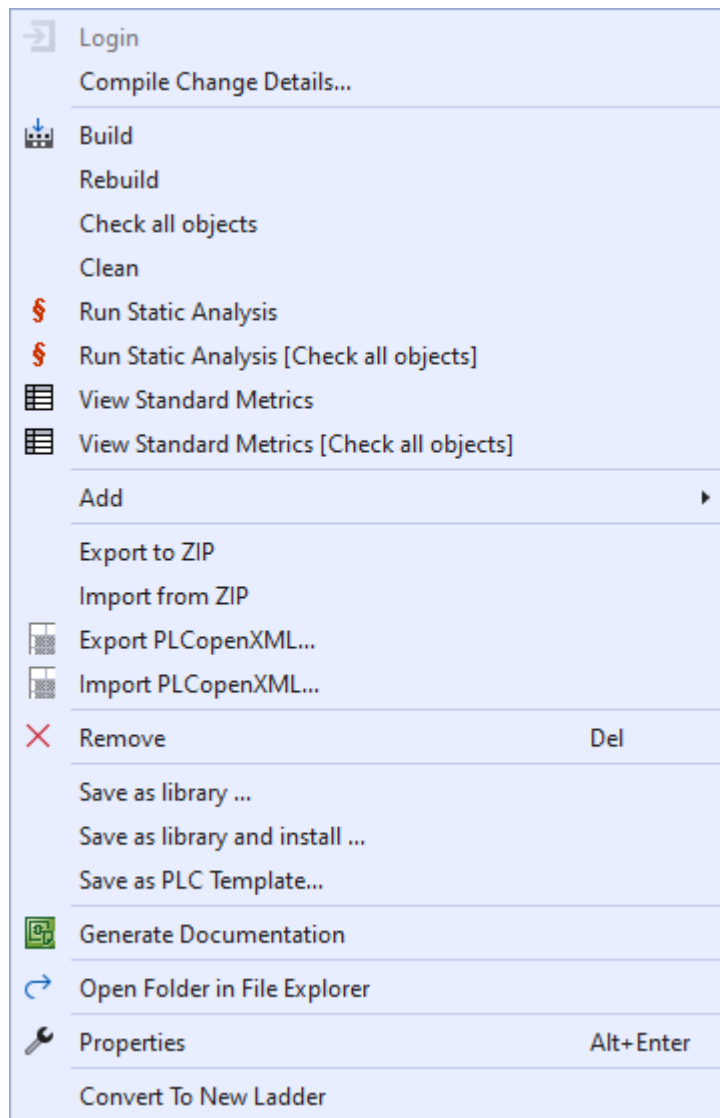 Login
Compile Change Details...
Build
Rebuild
Check all objects
Clean
Run Static Analysis
Run Static Analysis [Check all objects]
View Standard Metrics
View Standard Metrics [Check all objects]
Add
Export to ZIP
Import from ZIP
Export PLCopenXML...
Import PLCopenXML...
Remove Del
Save as library ...
Save as library and install ...
Save as PLC Template...
Generate Documentation
Open Folder in File Explorer
Properties Alt+Enter
Convert To New Ladder